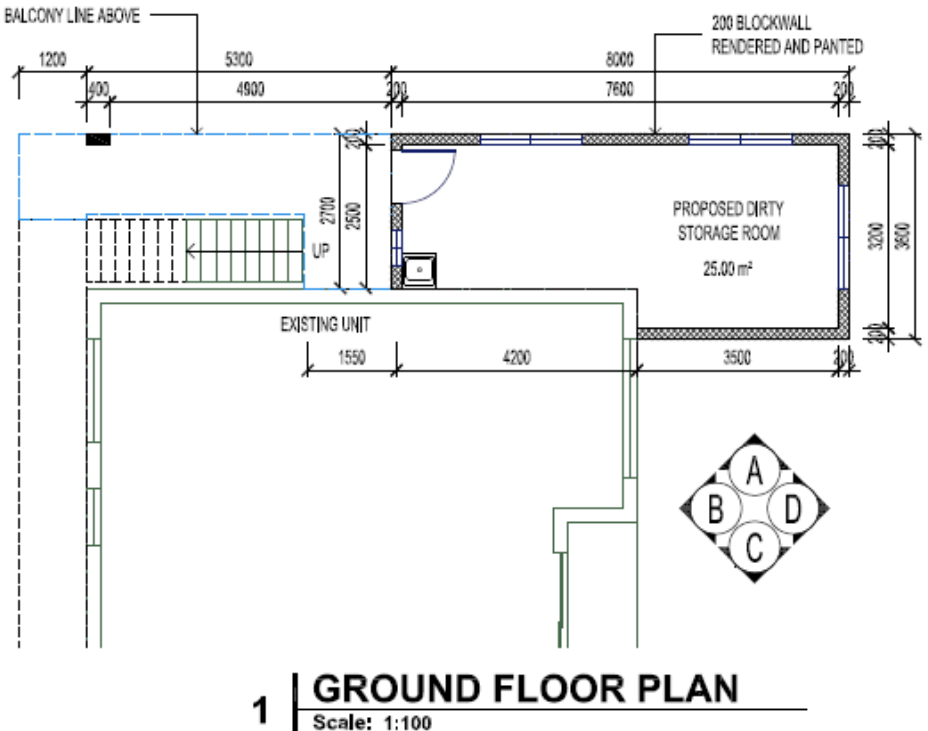 BALCONY LINE ABOVE
200 BLOCKWALL
RENDERED AND PANTED
1200
5300
8000
400
4900
200
7600
200
200
2700
2500
UP
PROPOSED DIRTY
STORAGE ROOM
25.00 m²
200
3200
3600
200
EXISTING UNIT
1550
4200
3500
200
A
B
D
C
1
GROUND FLOOR PLAN
Scale: 1:100